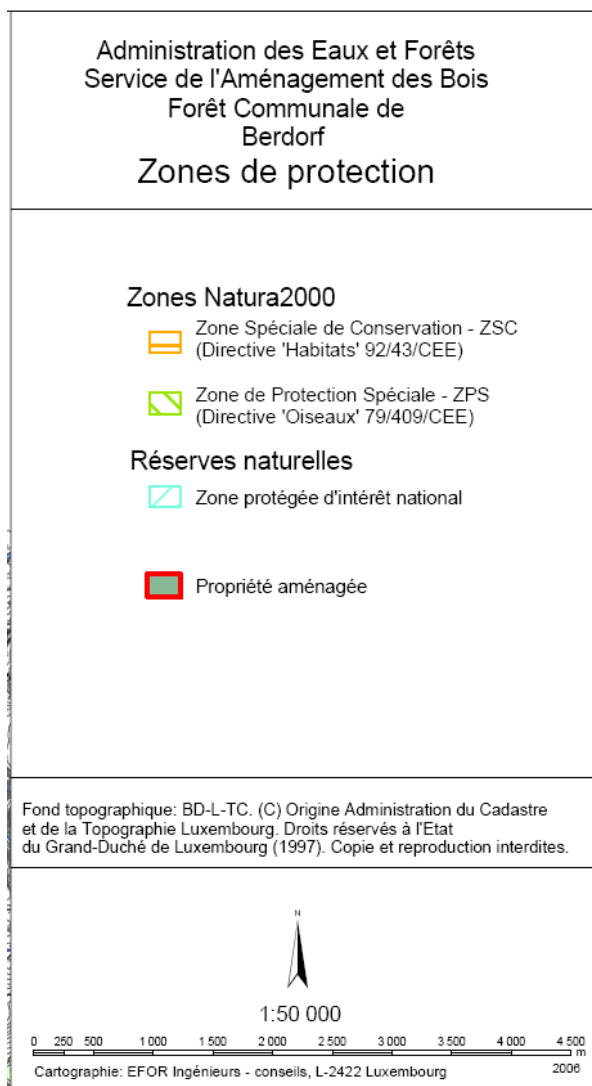 Administration des Eaux et Forêts
Service de l'Aménagement des Bois
Forêt Communale de
Berdorf
Zones de protection
Zones Natura2000
Zone Spéciale de Conservation - ZSC
(Directive 'Habitats' 92/43/CEE)
Zone de Protection Spéciale - ZPS
(Directive 'Oiseaux' 79/409/CEE)
Réserves naturelles
Zone protégée d'intérêt national
Propriété aménagée
Fond topographique: BD-L-TC. (C) Origine Administration du Cadastre
et de la Topographie Luxembourg. Droits réservés à l'Etat
du Grand-Duché de Luxembourg (1997). Copie et reproduction interdites.
N
1:50 000
0 250 500 1 000 1 500 2 000 2 500 3 000 3 500 4 000 4 500
m
Cartographie: EFOR Ingénieurs - conseils, L-2422 Luxembourg 2006